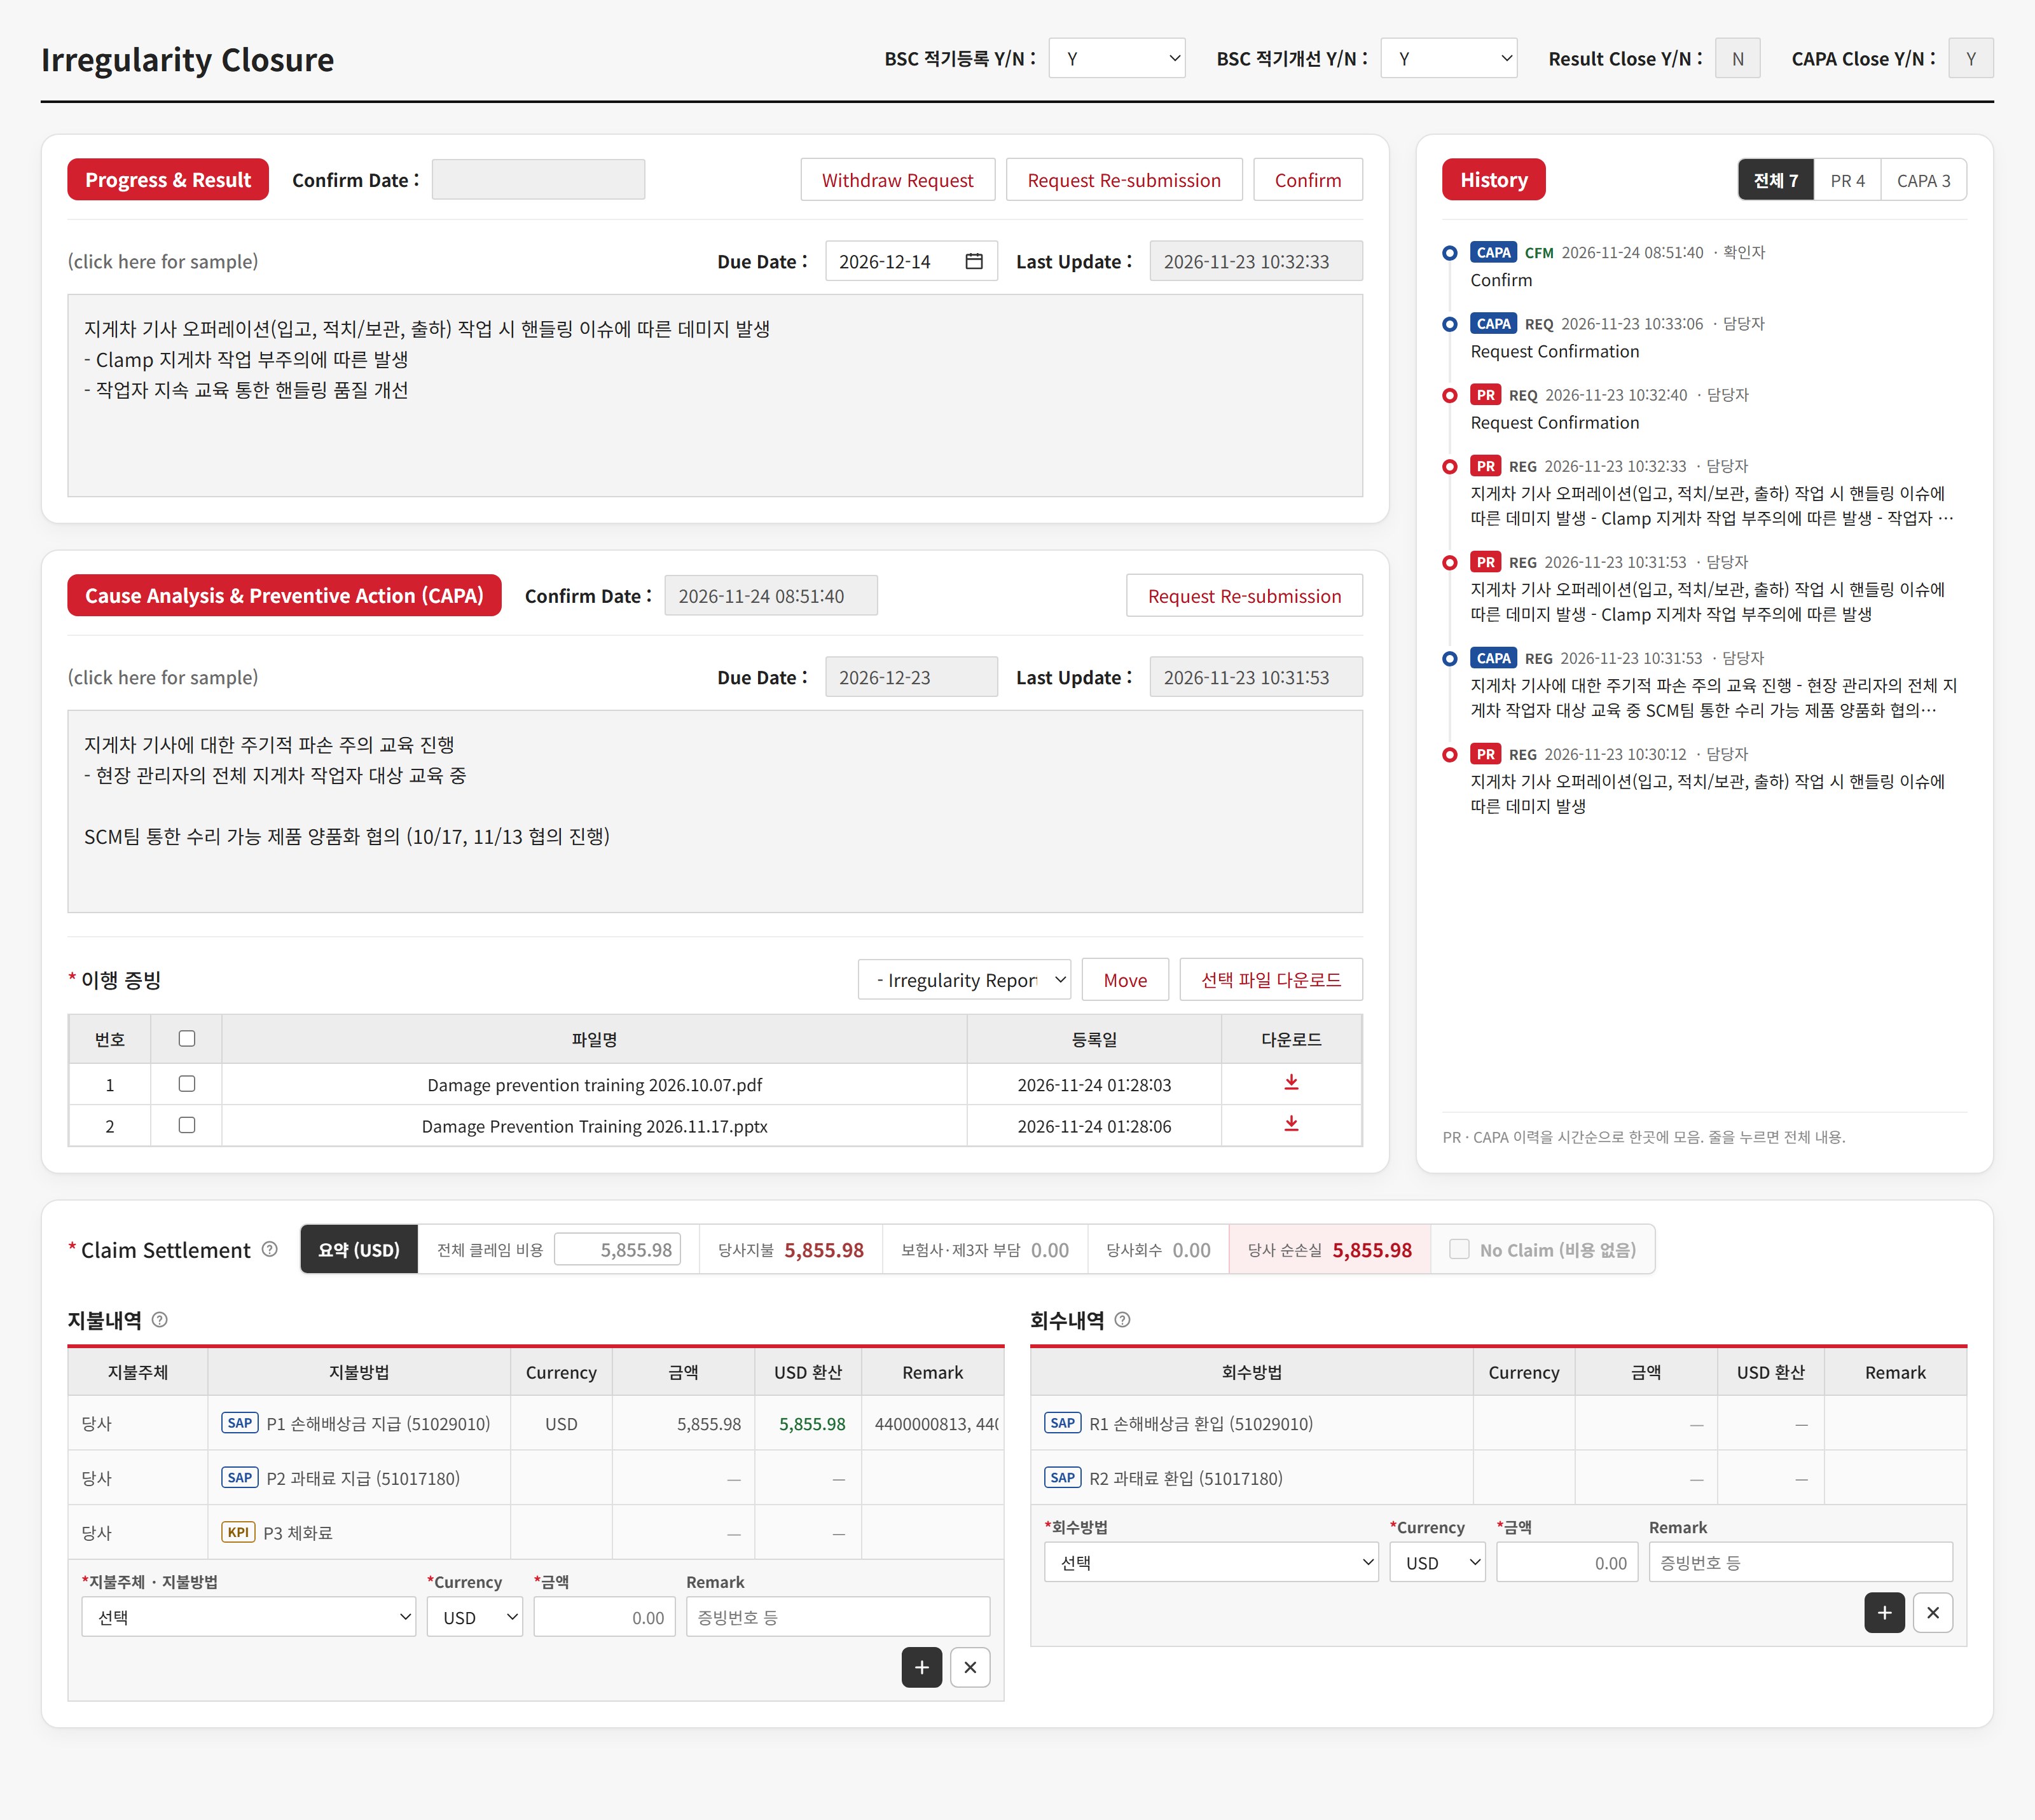 Irregularity Closure
BSC 적기등록 Y/N : Y
BSC 적기개선 Y/N : Y
Result Close Y/N : N
CAPA Close Y/N : Y
Progress & Result
Confirm Date :
Withdraw Request
Request Re-submission
Confirm
(click here for sample)
Due Date : 2026-12-14
Last Update : 2026-11-23 10:32:33
지게차 기사 오퍼레이션(입고, 적치/보관, 출하) 작업 시 핸들링 이슈에 따른 데미지 발생
- Clamp 지게차 작업 부주의에 따른 발생
- 작업자 지속 교육 통한 핸들링 품질 개선
Cause Analysis & Preventive Action (CAPA)
Confirm Date : 2026-11-24 08:51:40
Request Re-submission
(click here for sample)
Due Date : 2026-12-23
Last Update : 2026-11-23 10:31:53
지게차 기사에 대한 주기적 파손 주의 교육 진행
- 현장 관리자의 전체 지게차 작업자 대상 교육 중
SCM팀 통한 수리 가능 제품 양품화 협의 (10/17, 11/13 협의 진행)
* 이행 증빙
- Irregularity Repor
Move
선택 파일 다운로드
번호 파일명 등록일 다운로드
1 Damage prevention training 2026.10.07.pdf 2026-11-24 01:28:03
2 Damage Prevention Training 2026.11.17.pptx 2026-11-24 01:28:06
History
전체 7
PR 4
CAPA 3
CAPA CFM 2026-11-24 08:51:40 · 확인자
Confirm
CAPA REQ 2026-11-23 10:33:06 · 담당자
Request Confirmation
PR REQ 2026-11-23 10:32:40 · 담당자
Request Confirmation
PR REG 2026-11-23 10:32:33 · 담당자
지게차 기사 오퍼레이션(입고, 적치/보관, 출하) 작업 시 핸들링 이슈에
따른 데미지 발생 - Clamp 지게차 작업 부주의에 따른 발생 - 작업자 …
PR REG 2026-11-23 10:31:53 · 담당자
지게차 기사 오퍼레이션(입고, 적치/보관, 출하) 작업 시 핸들링 이슈에
따른 데미지 발생 - Clamp 지게차 작업 부주의에 따른 발생
CAPA REG 2026-11-23 10:31:53 · 담당자
지게차 기사에 대한 주기적 파손 주의 교육 진행 - 현장 관리자의 전체 지
게차 작업자 대상 교육 중 SCM팀 통한 수리 가능 제품 양품화 협의…
PR REG 2026-11-23 10:30:12 · 담당자
지게차 기사 오퍼레이션(입고, 적치/보관, 출하) 작업 시 핸들링 이슈에
따른 데미지 발생
PR · CAPA 이력을 시간순으로 한곳에 모음. 줄을 누르면 전체 내용.
* Claim Settlement ?
요약 (USD)
전체 클레임 비용 5,855.98
당사지불 5,855.98
보험사·제3자 부담 0.00
당사회수 0.00
당사 순손실 5,855.98
No Claim (비용 없음)
지불내역 ?
지불주체 지불방법 Currency 금액 USD 환산 Remark
당사 SAP P1 손해배상금 지급 (51029010) USD 5,855.98 5,855.98 4400000813, 440
당사 SAP P2 과태료 지급 (51017180) — —
당사 KPI P3 체화료 — —
*지불주체 · 지불방법 *Currency *금액 Remark
선택 USD 0.00 증빙번호 등
+ ×
회수내역 ?
회수방법 Currency 금액 USD 환산 Remark
SAP R1 손해배상금 환입 (51029010) — —
SAP R2 과태료 환입 (51017180) — —
*회수방법 *Currency *금액 Remark
선택 USD 0.00 증빙번호 등
+ ×